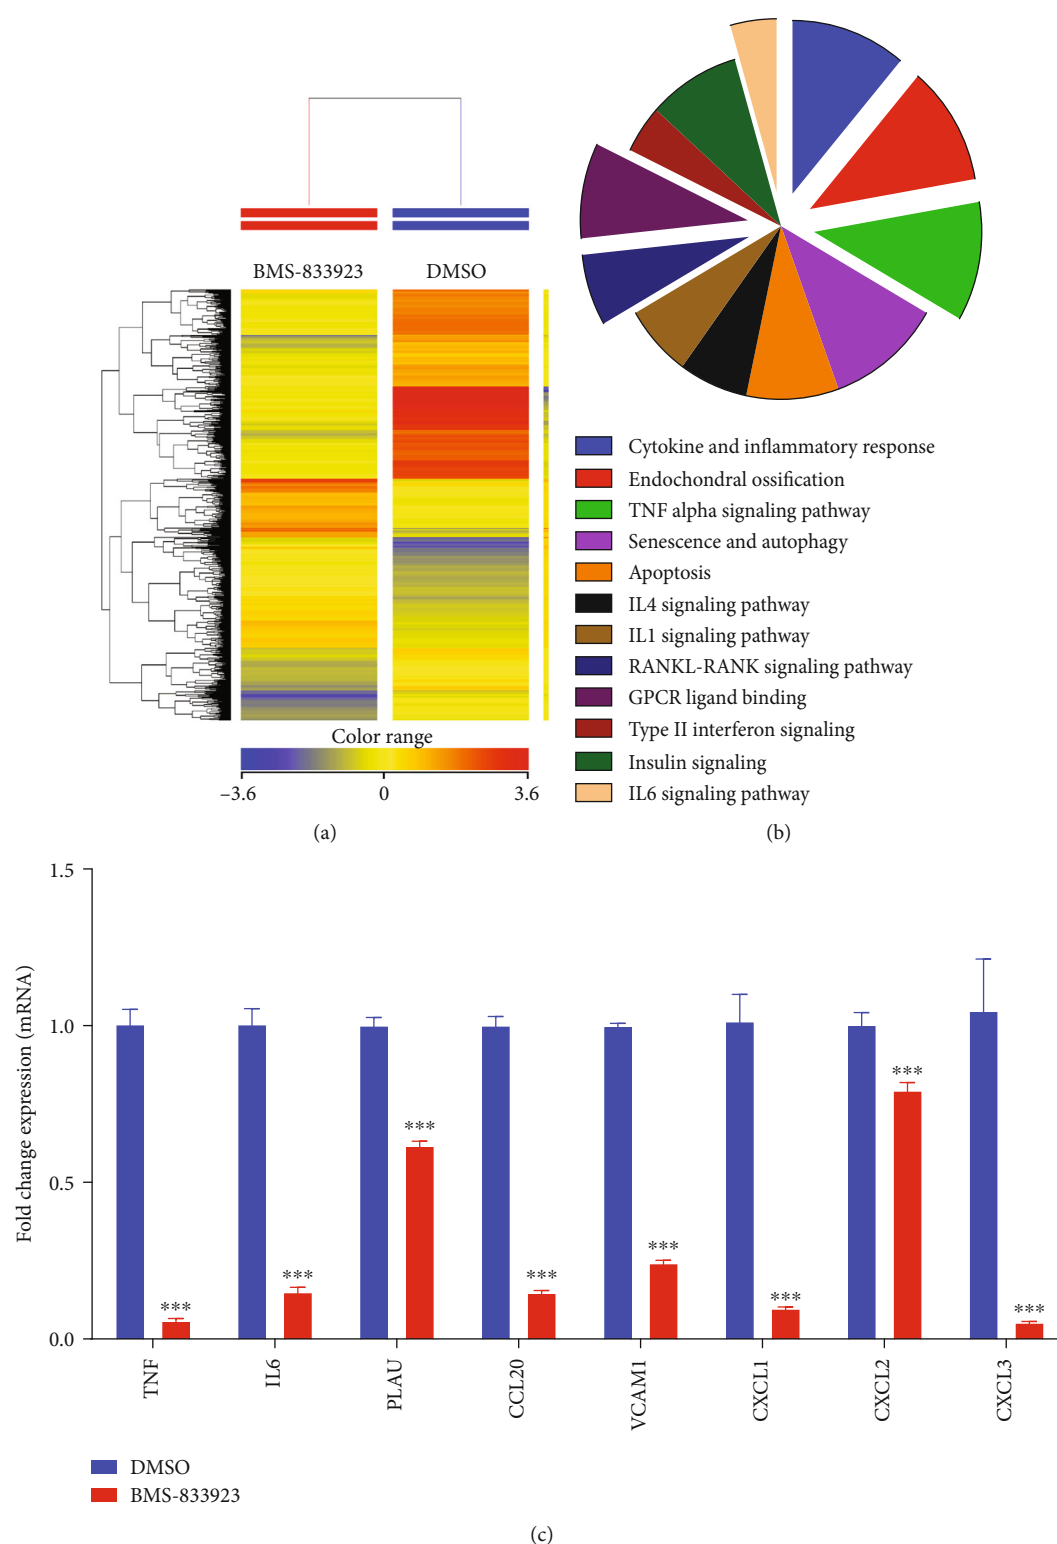 BMS-833923 DMSO
Color range
–3.6 0 3.6
(a)
Cytokine and inflammatory response
Endochondral ossification
TNF alpha signaling pathway
Senescence and autophagy
Apoptosis
IL4 signaling pathway
IL1 signaling pathway
RANKL-RANK signaling pathway
GPCR ligand binding
Type II interferon signaling
Insulin signaling
IL6 signaling pathway
(b)
Fold change expression (mRNA)
1.5
1.0
0.5
0.0
***
***
***
***
***
***
***
***
TNF
IL6
PLAU
CCL20
VCAM1
CXCL1
CXCL2
CXCL3
DMSO
BMS-833923
(c)